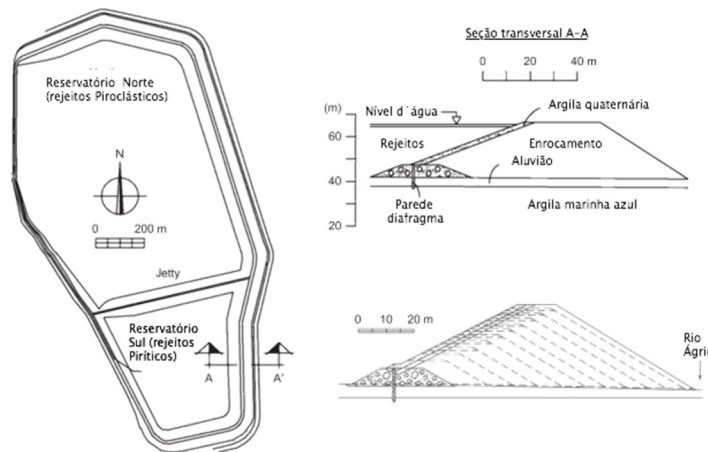 Reservatório Norte
(rejeitos Piroclásticos)
N
0 200 m
Jetty
Reservatório
Sul (rejeitos
Piríticos)
A A'
Seção transversal A-A
0 20 40 m
(m)
60
40
20
Nível d'água
Argila quaternária
Rejeitos
Enrocamento
Aluvião
Parede
diafragma
Argila marinha azul
0 10 20 m
Rio
Ágri